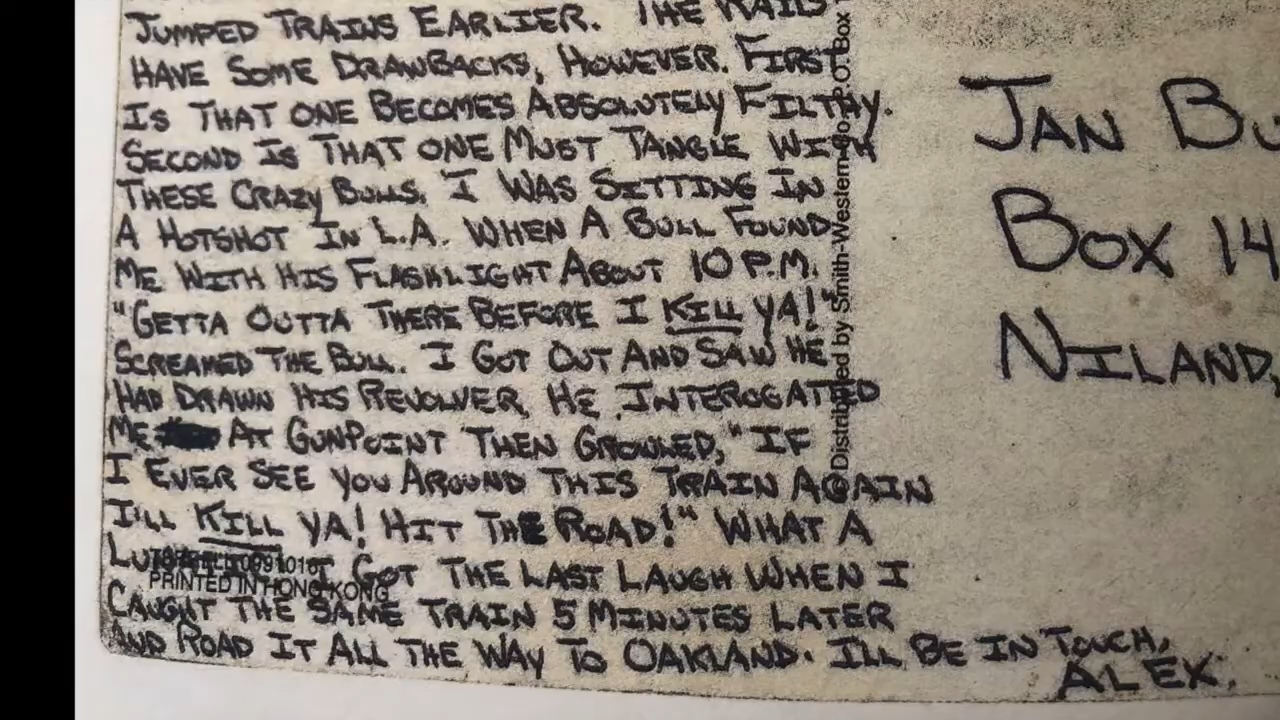 JUMPED TRAINS EARLIER. THE RAILS
HAVE SOME DRAWBACKS, HOWEVER. FIRST
IS THAT ONE BECOMES ABSOLUTELY FILTHY.
SECOND IS THAT ONE MUST TANGLE WITH
THESE CRAZY BULLS. I WAS SITTING IN
A HOTSHOT IN L.A. WHEN A BULL FOUND
ME WITH HIS FLASHLIGHT ABOUT 10 P.M.
"GETTA OUTTA THERE BEFORE I KILL YA!"
SCREAMED THE BULL. I GOT OUT AND SAW HE
HAD DRAWN HIS REVOLVER. HE INTEROGATED
ME AT GUNPOINT THEN GROWLED, "IF
I EVER SEE YOU AROUND THIS TRAIN AGAIN
I'LL KILL YA! HIT THE ROAD!" WHAT A
I GOT THE LAST LAUGH WHEN I
CAUGHT THE SAME TRAIN 5 MINUTES LATER
AND ROAD IT ALL THE WAY TO OAKLAND. I'LL BE IN TOUCH,
ALEX.
PRINTED IN HONG KONG
Distributed by Smith-Western Co. P.O. Box
JAN
BOX 14
NILAND,